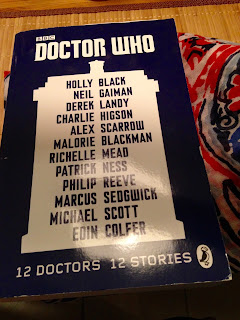 BBC
DOCTOR WHO
HOLLY BLACK
NEIL GAIMAN
DEREK LANDY
CHARLIE HIGSON
ALEX SCARROW
MALORIE BLACKMAN
RICHELLE MEAD
PATRICK NESS
PHILIP REEVE
MARCUS SEDGWICK
MICHAEL SCOTT
EOIN COLFER
12 DOCTORS 12 STORIES